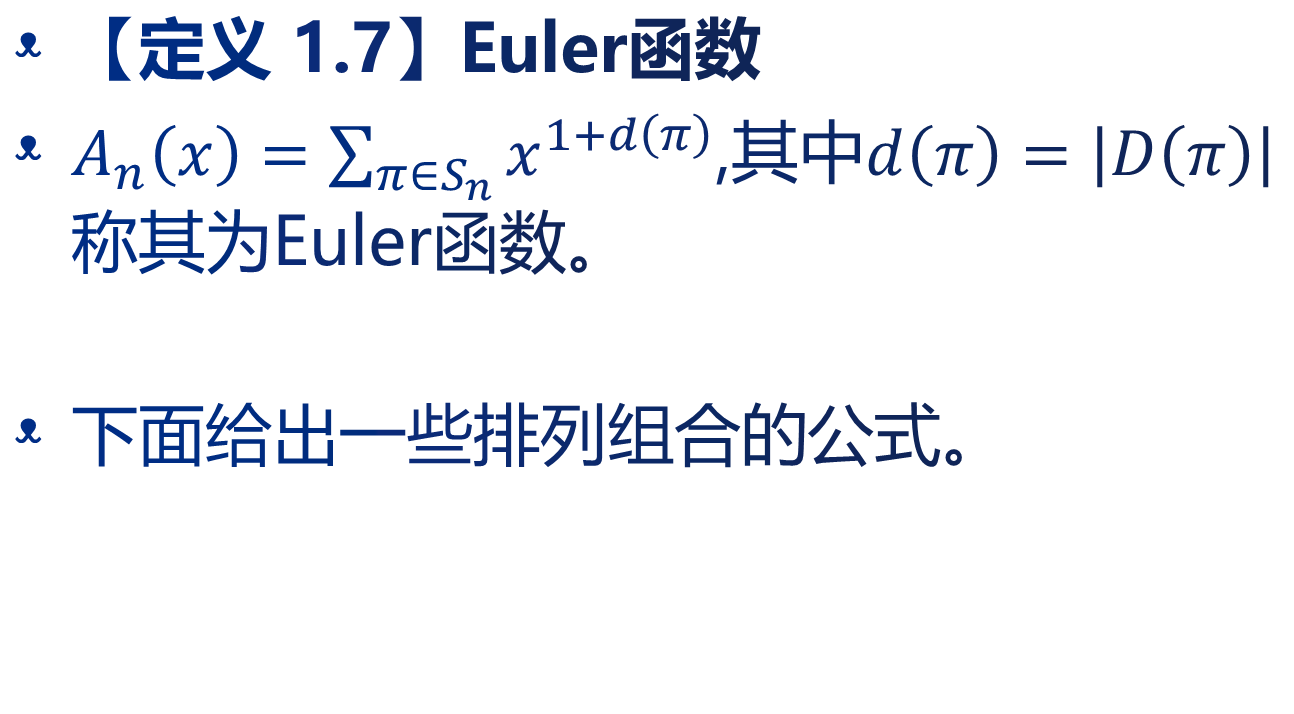 【定义 1.7】Euler函数
Aₙ(x) = ∑_{π∈Sₙ} x^{1+d(π)},其中d(π) = |D(π)|
称其为Euler函数。
下面给出一些排列组合的公式。